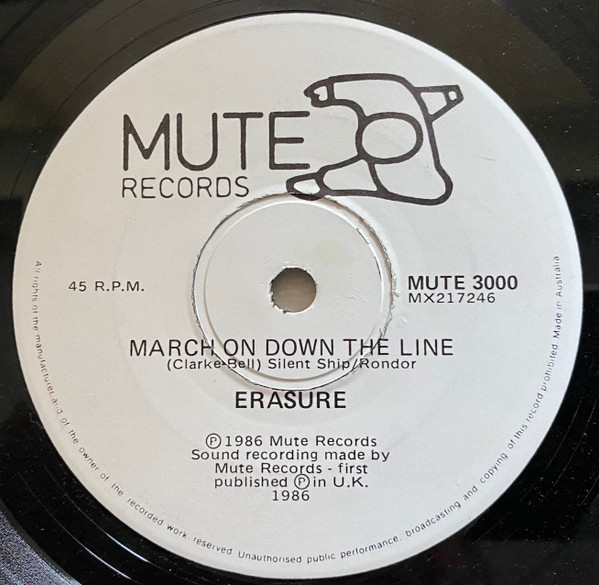 MUTE
RECORDS
45 R.P.M.
MUTE 3000
MX217246
MARCH ON DOWN THE LINE
(Clarke-Bell) Silent Ship/Rondor
ERASURE
Ⓟ1986 Mute Records
Sound recording made by
Mute Records - first
published Ⓟin U.K.
1986
All rights of the manufacturer and of the owner of the recorded work reserved. Unauthorised public performance, broadcasting and copying of this record prohibited. Made in Australia